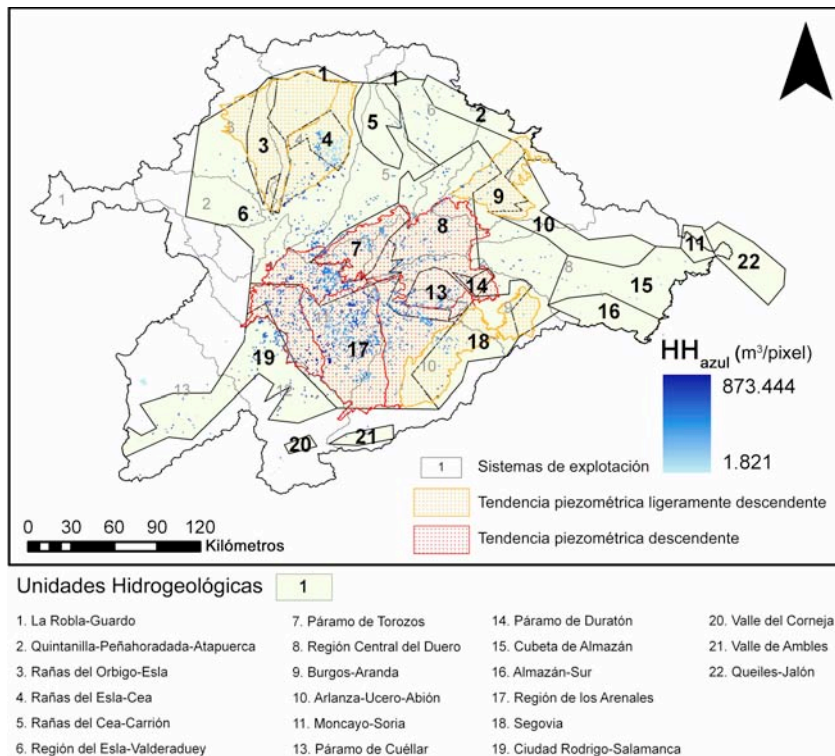 1
1
2
3
4
5
6
7
8
9
10
11
22
15
16
14
13
17
18
19
20
21
HH azul (m³/pixel)
873.444
1.821
1 Sistemas de explotación
Tendencia piezométrica ligeramente descendente
Tendencia piezométrica descendente
0 30 60 90 120
Kilómetros
Unidades Hidrogeológicas 1
1. La Robla-Guardo
2. Quintanilla-Peñahoradada-Atapuerca
3. Rañas del Orbigo-Esla
4. Rañas del Esla-Cea
5. Rañas del Cea-Carrión
6. Región del Esla-Valderaduey
7. Páramo de Torozos
8. Región Central del Duero
9. Burgos-Aranda
10. Arlanza-Ucero-Abión
11. Moncayo-Soria
13. Páramo de Cuéllar
14. Páramo de Duratón
15. Cubeta de Almazán
16. Almazán-Sur
17. Región de los Arenales
18. Segovia
19. Ciudad Rodrigo-Salamanca
20. Valle del Corneja
21. Valle de Ambles
22. Queiles-Jalón